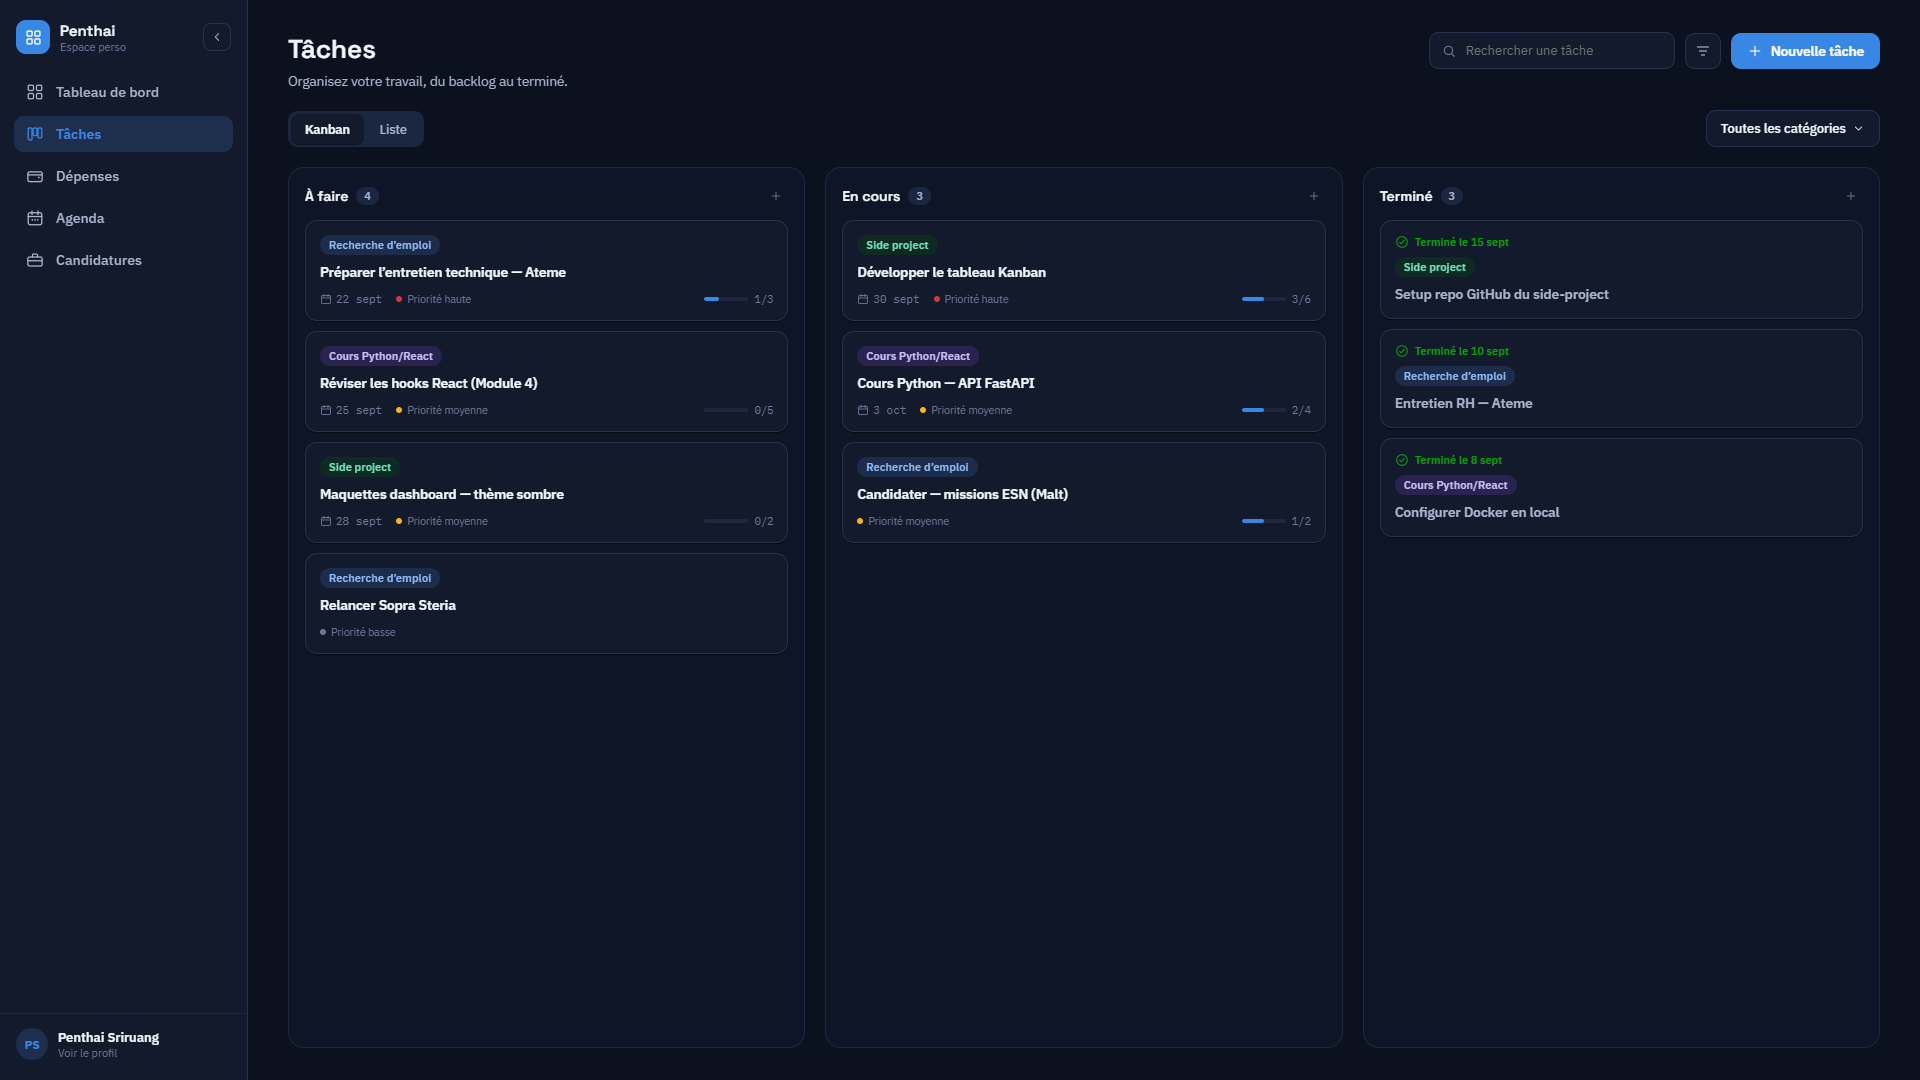 Penthai
Espace perso
Tableau de bord
Tâches
Dépenses
Agenda
Candidatures
Penthai Sriruang
PS
Voir le profil
Tâches
Organisez votre travail, du backlog au terminé.
Rechercher une tâche
Nouvelle tâche
Kanban
Liste
Toutes les catégories
À faire 4
Recherche d’emploi
Préparer l’entretien technique — Ateme
22 sept Priorité haute 1/3
Cours Python/React
Réviser les hooks React (Module 4)
25 sept Priorité moyenne 0/5
Side project
Maquettes dashboard — thème sombre
28 sept Priorité moyenne 0/2
Recherche d’emploi
Relancer Sopra Steria
Priorité basse
En cours 3
Side project
Développer le tableau Kanban
30 sept Priorité haute 3/6
Cours Python/React
Cours Python — API FastAPI
3 oct Priorité moyenne 2/4
Recherche d’emploi
Candidater — missions ESN (Malt)
Priorité moyenne 1/2
Terminé 3
Terminé le 15 sept
Side project
Setup repo GitHub du side-project
Terminé le 10 sept
Recherche d’emploi
Entretien RH — Ateme
Terminé le 8 sept
Cours Python/React
Configurer Docker en local